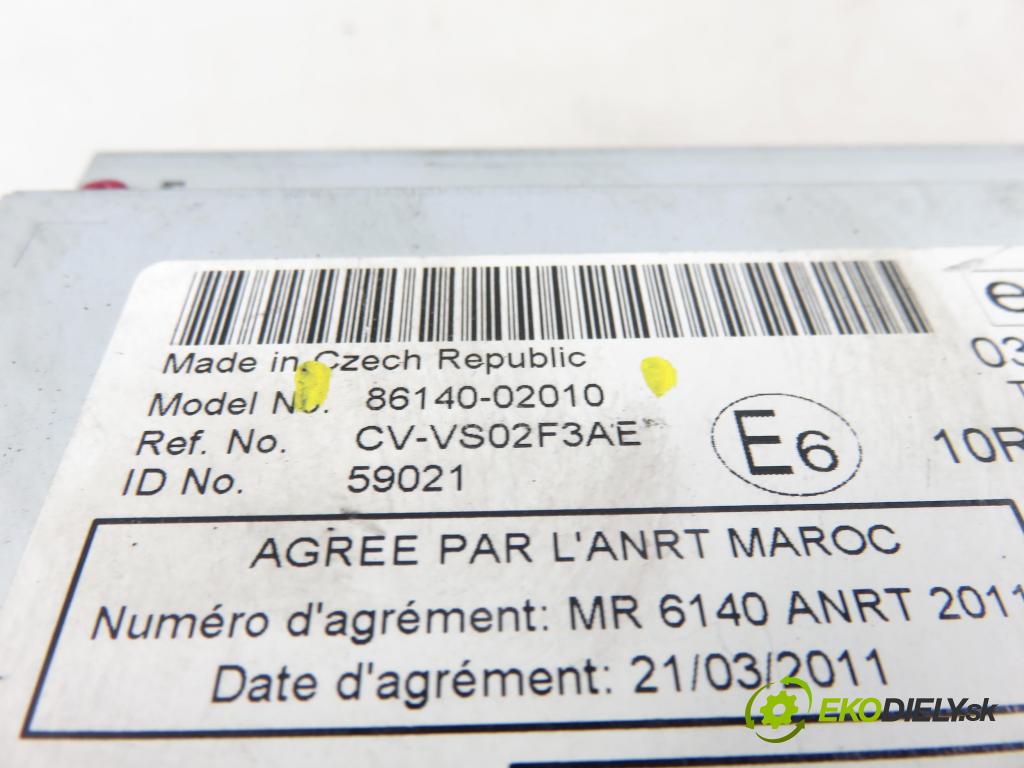 Made in Czech Republic
Model No. 86140-02010
Ref. No. CV-VS02F3AE
ID No. 59021
E6
e
03
10R
AGREE PAR L'ANRT MAROC
Numéro d'agrément: MR 6140 ANRT 2011
Date d'agrément: 21/03/2011
EKODIELY.sk